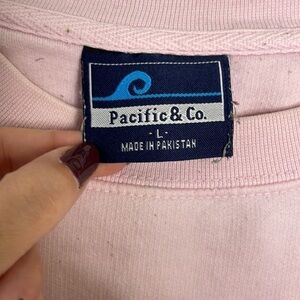 Pacific & Co.
- L -
MADE IN PAKISTAN